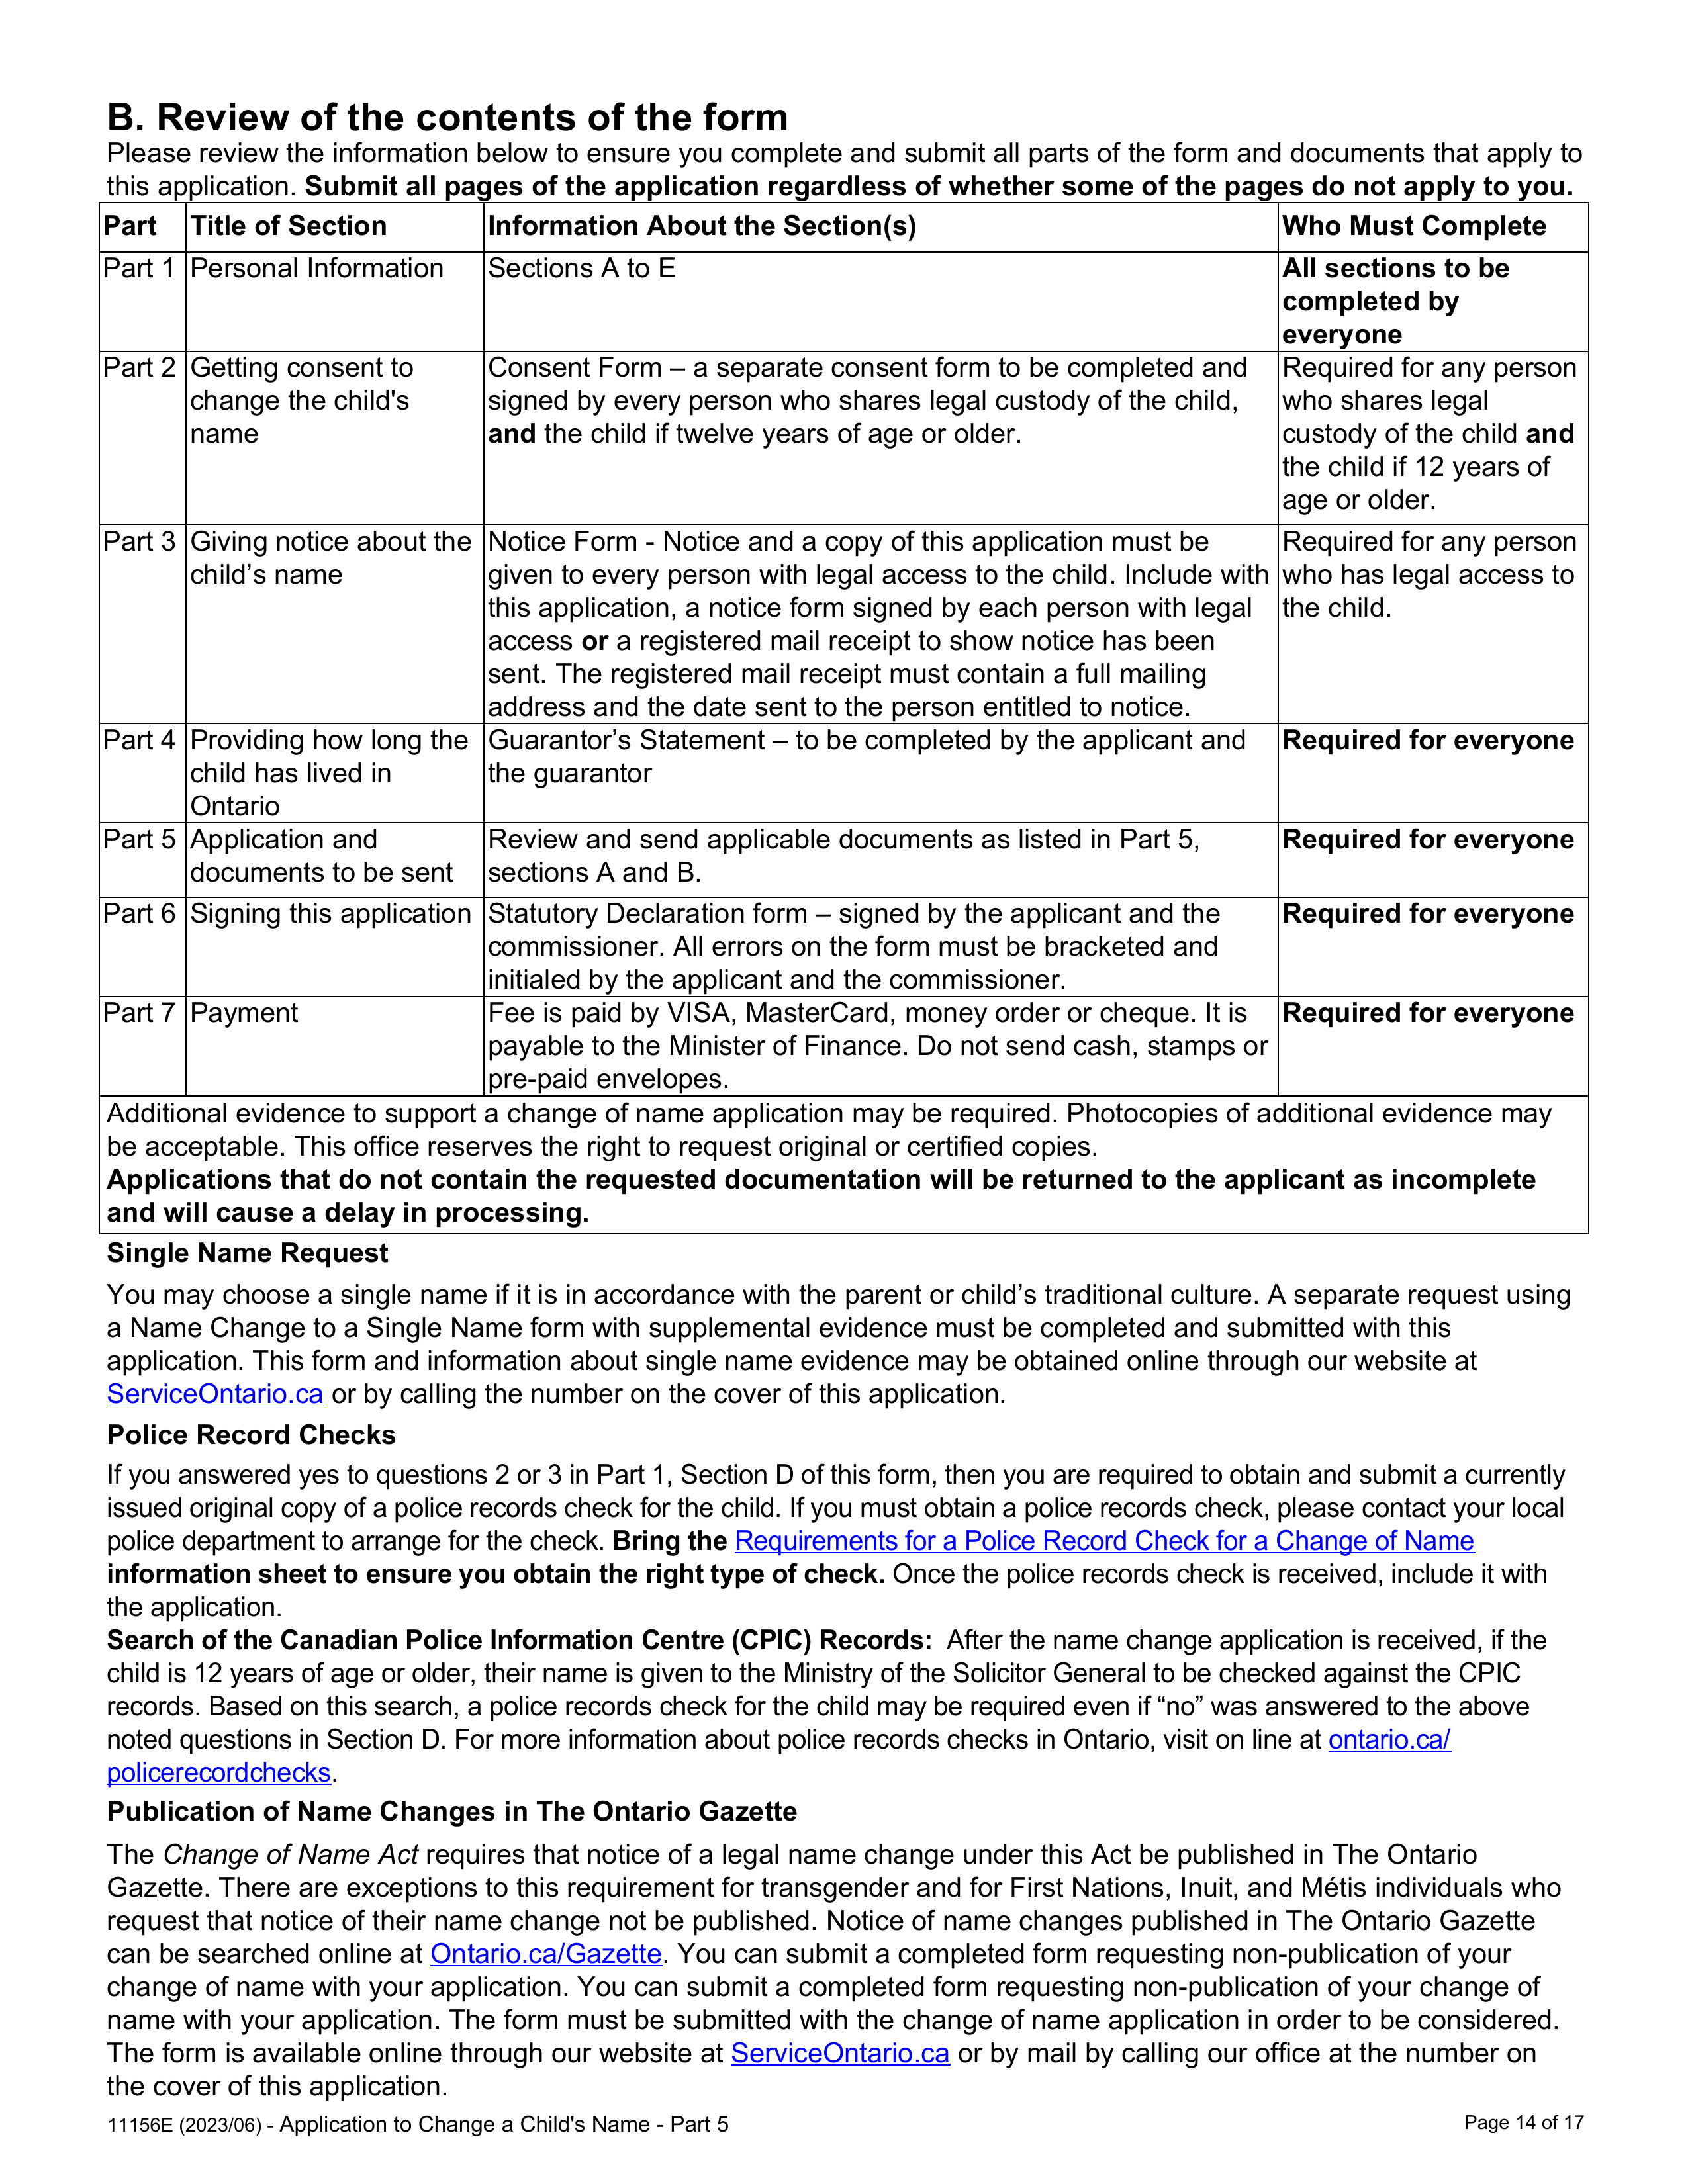 B. Review of the contents of the form
Please review the information below to ensure you complete and submit all parts of the form and documents that apply to
this application. Submit all pages of the application regardless of whether some of the pages do not apply to you.
Part Title of Section Information About the Section(s) Who Must Complete
Part 1 Personal Information Sections A to E All sections to be
completed by
everyone
Part 2 Getting consent to
change the child's
name
Consent Form – a separate consent form to be completed and
signed by every person who shares legal custody of the child,
and the child if twelve years of age or older.
Required for any person
who shares legal
custody of the child and
the child if 12 years of
age or older.
Part 3 Giving notice about the
child’s name
Notice Form - Notice and a copy of this application must be
given to every person with legal access to the child. Include with
this application, a notice form signed by each person with legal
access or a registered mail receipt to show notice has been
sent. The registered mail receipt must contain a full mailing
address and the date sent to the person entitled to notice.
Required for any person
who has legal access to
the child.
Part 4 Providing how long the
child has lived in
Ontario
Guarantor’s Statement – to be completed by the applicant and
the guarantor
Required for everyone
Part 5 Application and
documents to be sent
Review and send applicable documents as listed in Part 5,
sections A and B.
Required for everyone
Part 6 Signing this application
Statutory Declaration form – signed by the applicant and the
commissioner. All errors on the form must be bracketed and
initialed by the applicant and the commissioner.
Required for everyone
Part 7 Payment
Fee is paid by VISA, MasterCard, money order or cheque. It is
payable to the Minister of Finance. Do not send cash, stamps or
pre-paid envelopes.
Required for everyone
Additional evidence to support a change of name application may be required. Photocopies of additional evidence may
be acceptable. This office reserves the right to request original or certified copies.
Applications that do not contain the requested documentation will be returned to the applicant as incomplete
and will cause a delay in processing.
Single Name Request
You may choose a single name if it is in accordance with the parent or child’s traditional culture. A separate request using
a Name Change to a Single Name form with supplemental evidence must be completed and submitted with this
application. This form and information about single name evidence may be obtained online through our website at
ServiceOntario.ca or by calling the number on the cover of this application.
Police Record Checks
If you answered yes to questions 2 or 3 in Part 1, Section D of this form, then you are required to obtain and submit a currently
issued original copy of a police records check for the child. If you must obtain a police records check, please contact your local
police department to arrange for the check. Bring the Requirements for a Police Record Check for a Change of Name
information sheet to ensure you obtain the right type of check. Once the police records check is received, include it with
the application.
Search of the Canadian Police Information Centre (CPIC) Records: After the name change application is received, if the
child is 12 years of age or older, their name is given to the Ministry of the Solicitor General to be checked against the CPIC
records. Based on this search, a police records check for the child may be required even if “no” was answered to the above
noted questions in Section D. For more information about police records checks in Ontario, visit on line at ontario.ca/
policerecordchecks.
Publication of Name Changes in The Ontario Gazette
The Change of Name Act requires that notice of a legal name change under this Act be published in The Ontario
Gazette. There are exceptions to this requirement for transgender and for First Nations, Inuit, and Métis individuals who
request that notice of their name change not be published. Notice of name changes published in The Ontario Gazette
can be searched online at Ontario.ca/Gazette. You can submit a completed form requesting non-publication of your
change of name with your application. You can submit a completed form requesting non-publication of your change of
name with your application. The form must be submitted with the change of name application in order to be considered.
The form is available online through our website at ServiceOntario.ca or by mail by calling our office at the number on
the cover of this application.
11156E (2023/06) - Application to Change a Child's Name - Part 5 Page 14 of 17